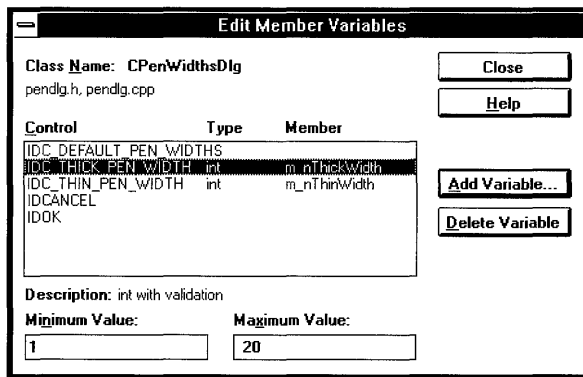 Edit Member Variables
Class Name: CPenWidthsDlg
Close
pendlg.h, pendlg.cpp
Help
Control Type Member
IDC_DEFAULT_PEN_WIDTHS
IDC_THICK_PEN_WIDTH int m_nThickWidth
IDC_THIN_PEN_WIDTH int m_nThinWidth
Add Variable...
IDCANCEL
IDOK
Delete Variable
Description: int with validation
Minimum Value: Maximum Value:
1 20